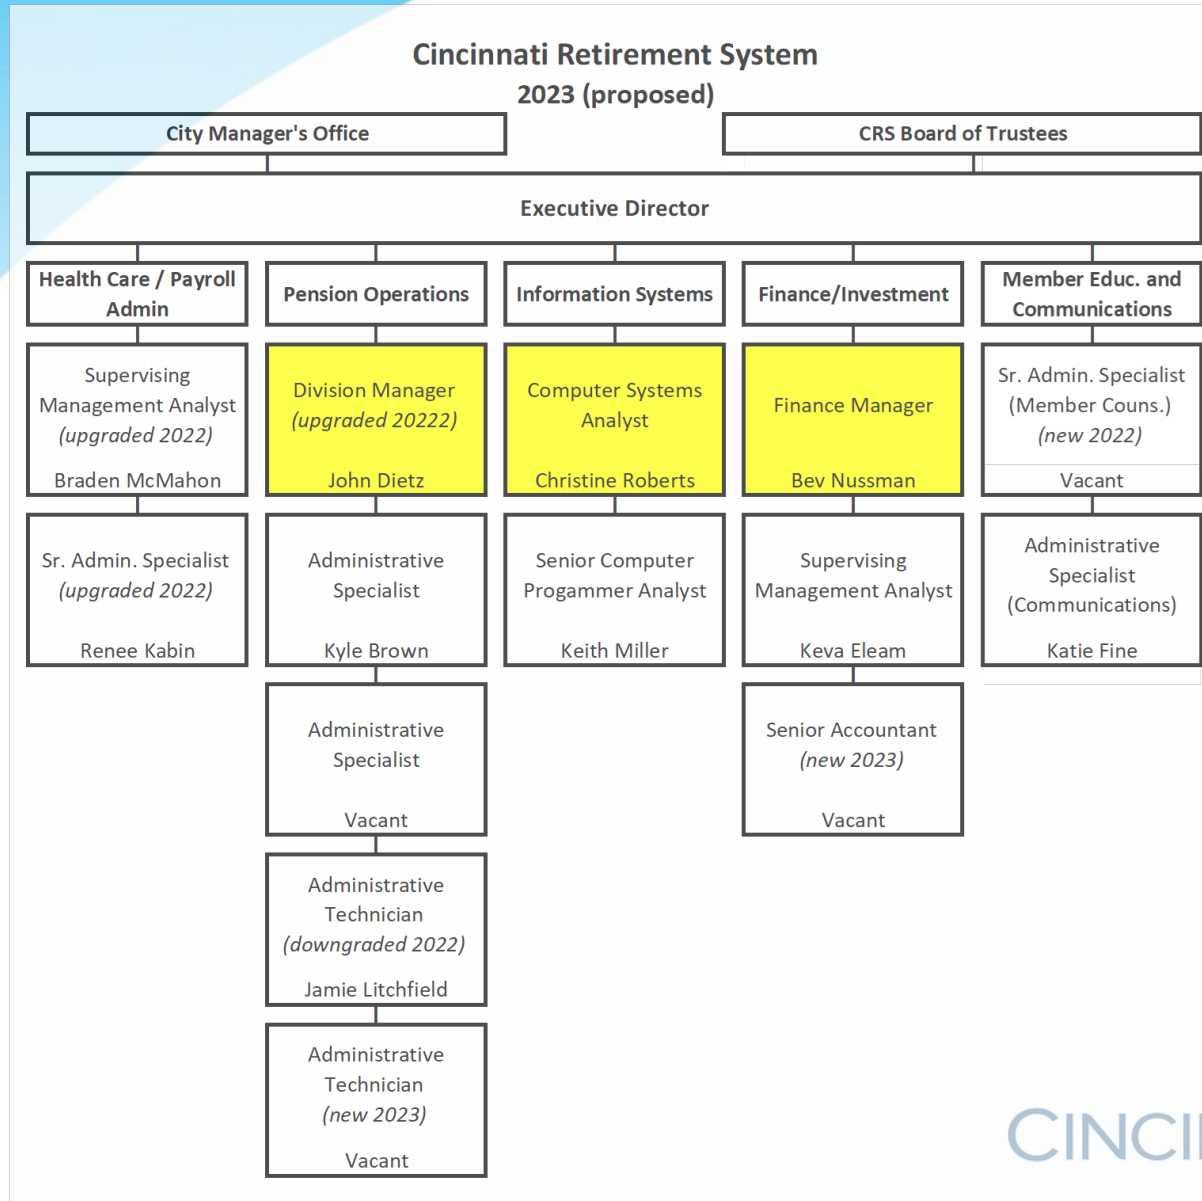 Cincinnati Retirement System
2023 (proposed)
City Manager's Office
CRS Board of Trustees
Executive Director
Health Care / Payroll
Admin
Pension Operations
Information Systems
Finance/Investment
Member Educ. and
Communications
Supervising
Management Analyst
(upgraded 2022)
Braden McMahon
Division Manager
(upgraded 20222)
John Dietz
Computer Systems
Analyst
Christine Roberts
Finance Manager
Bev Nussman
Sr. Admin. Specialist
(Member Couns.)
(new 2022)
Vacant
Sr. Admin. Specialist
(upgraded 2022)
Renee Kabin
Administrative
Specialist
Kyle Brown
Senior Computer
Progammer Analyst
Keith Miller
Supervising
Management Analyst
Keva Eleam
Administrative
Specialist
(Communications)
Katie Fine
Administrative
Specialist
Vacant
Senior Accountant
(new 2023)
Vacant
Administrative
Technician
(downgraded 2022)
Jamie Litchfield
Administrative
Technician
(new 2023)
Vacant